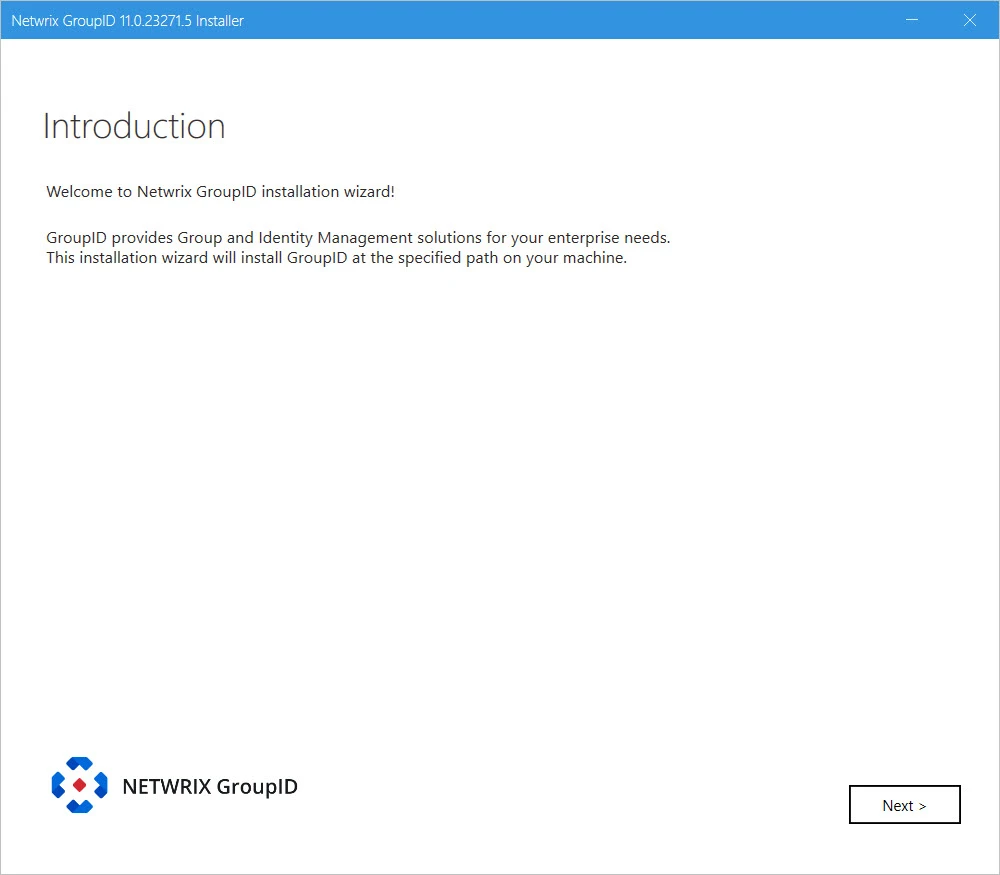 Netwrix GroupID 11.0.23271.5 Installer
Introduction
Welcome to Netwrix GroupID installation wizard!
GroupID provides Group and Identity Management solutions for your enterprise needs.
This installation wizard will install GroupID at the specified path on your machine.
NETWRIX GroupID
Next >